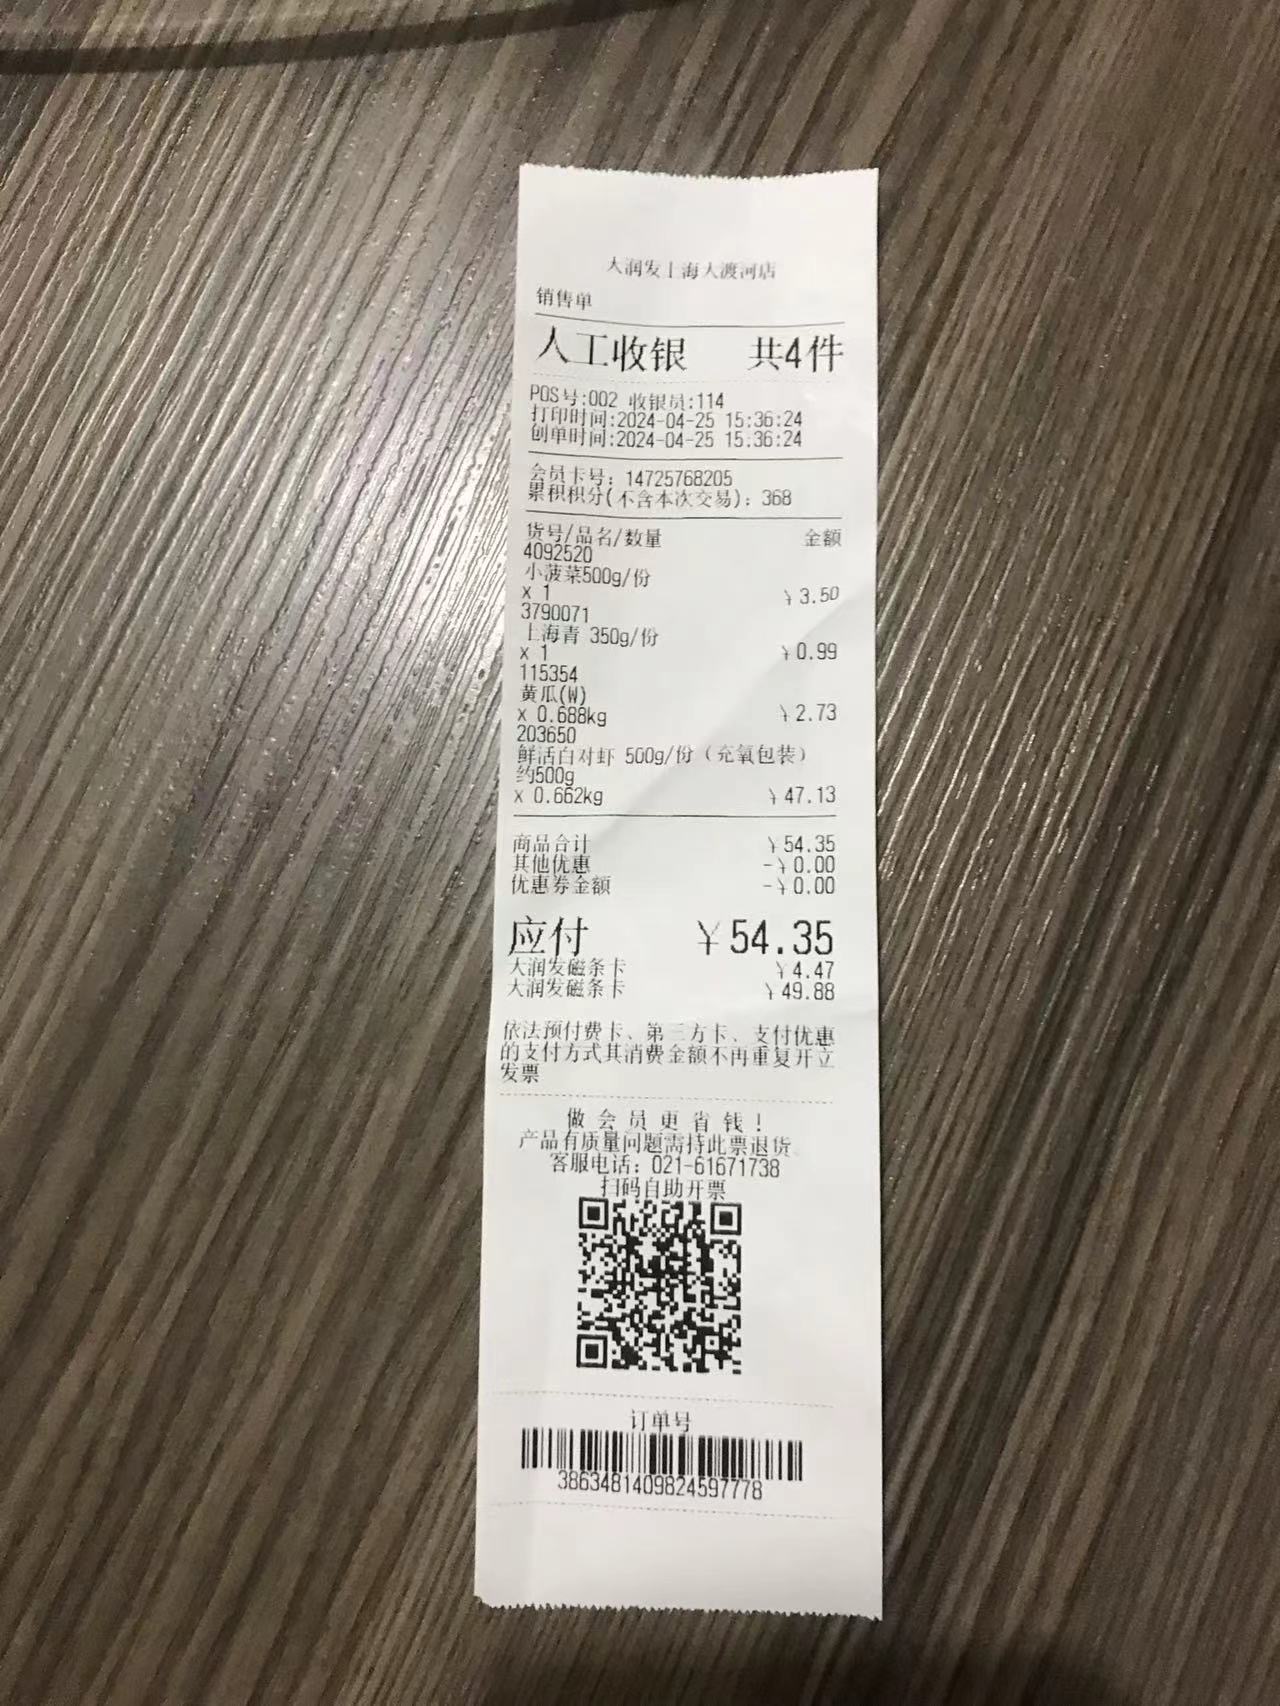 大润发上海大渡河店
销售单
人工收银 共4件
POS号:002 收银员:114
打印时间:2024-04-25 15:36:24
创单时间:2024-04-25 15:36:24
会员卡号: 14725768205
累积积分(不含本次交易): 368
货号/品名/数量 金额
4092520
小菠菜500g/份
x 1 ¥3.50
3790071
上海青 350g/份
x 1 ¥0.99
115354
黄瓜(W)
x 0.688kg ¥2.73
203650
鲜活白对虾 500g/份（充氧包装）
约500g
x 0.662kg ¥47.13
商品合计 ¥54.35
其他优惠 -¥0.00
优惠券金额 -¥0.00
应付 ¥54.35
大润发磁条卡 ¥4.47
大润发磁条卡 ¥49.88
依法预付费卡、第三方卡、支付优惠
的支付方式其消费金额不再重复开立
发票
做会员更省钱!
产品有质量问题需持此票退货。
客服电话: 021-61671738
扫码自助开票
订单号
3863481409824597778